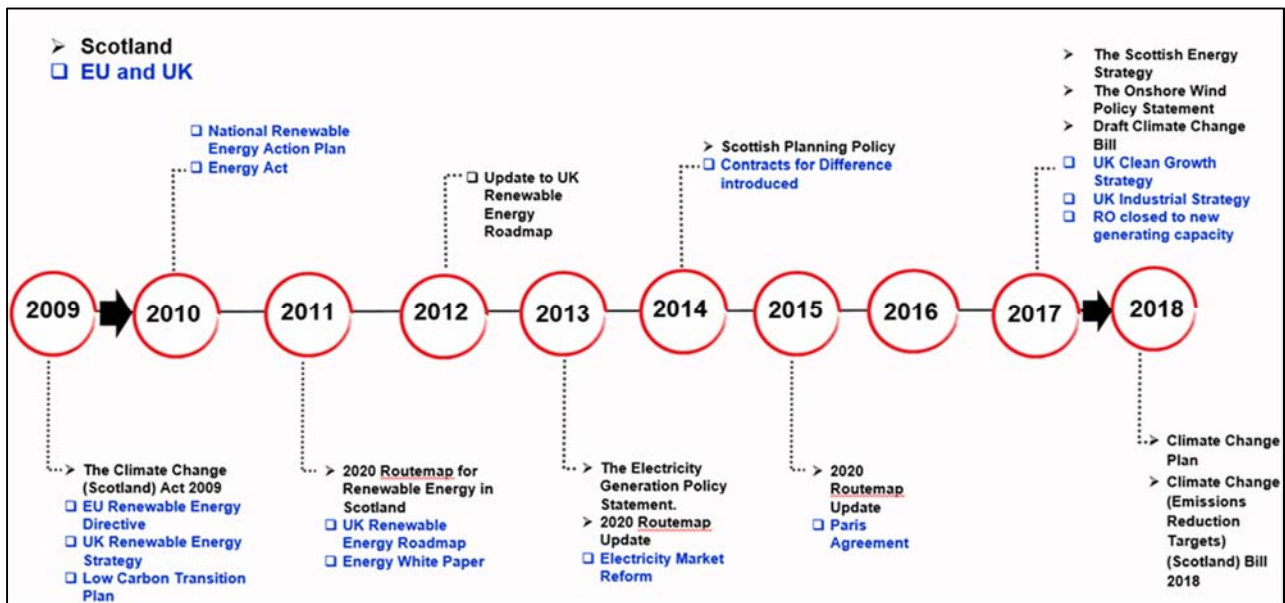 ➢ Scotland
❑ EU and UK
❑ National Renewable
Energy Action Plan
❑ Energy Act
❑ Update to UK
Renewable
Energy
Roadmap
➢ Scottish Planning Policy
❑ Contracts for Difference
introduced
➢ The Scottish Energy
Strategy
➢ The Onshore Wind
Policy Statement
➢ Draft Climate Change
Bill
❑ UK Clean Growth
Strategy
❑ UK Industrial Strategy
❑ RO closed to new
generating capacity
2009
2010
2011
2012
2013
2014
2015
2016
2017
2018
➢ The Climate Change
(Scotland) Act 2009
❑ EU Renewable Energy
Directive
❑ UK Renewable Energy
Strategy
❑ Low Carbon Transition
Plan
➢ 2020 Routemap for
Renewable Energy in
Scotland
❑ UK Renewable
Energy Roadmap
❑ Energy White Paper
➢ The Electricity
Generation Policy
Statement.
➢ 2020 Routemap
Update
❑ Electricity Market
Reform
➢ 2020
Routemap
Update
❑ Paris
Agreement
➢ Climate Change
Plan
➢ Climate Change
(Emissions
Reduction
Targets)
(Scotland) Bill
2018